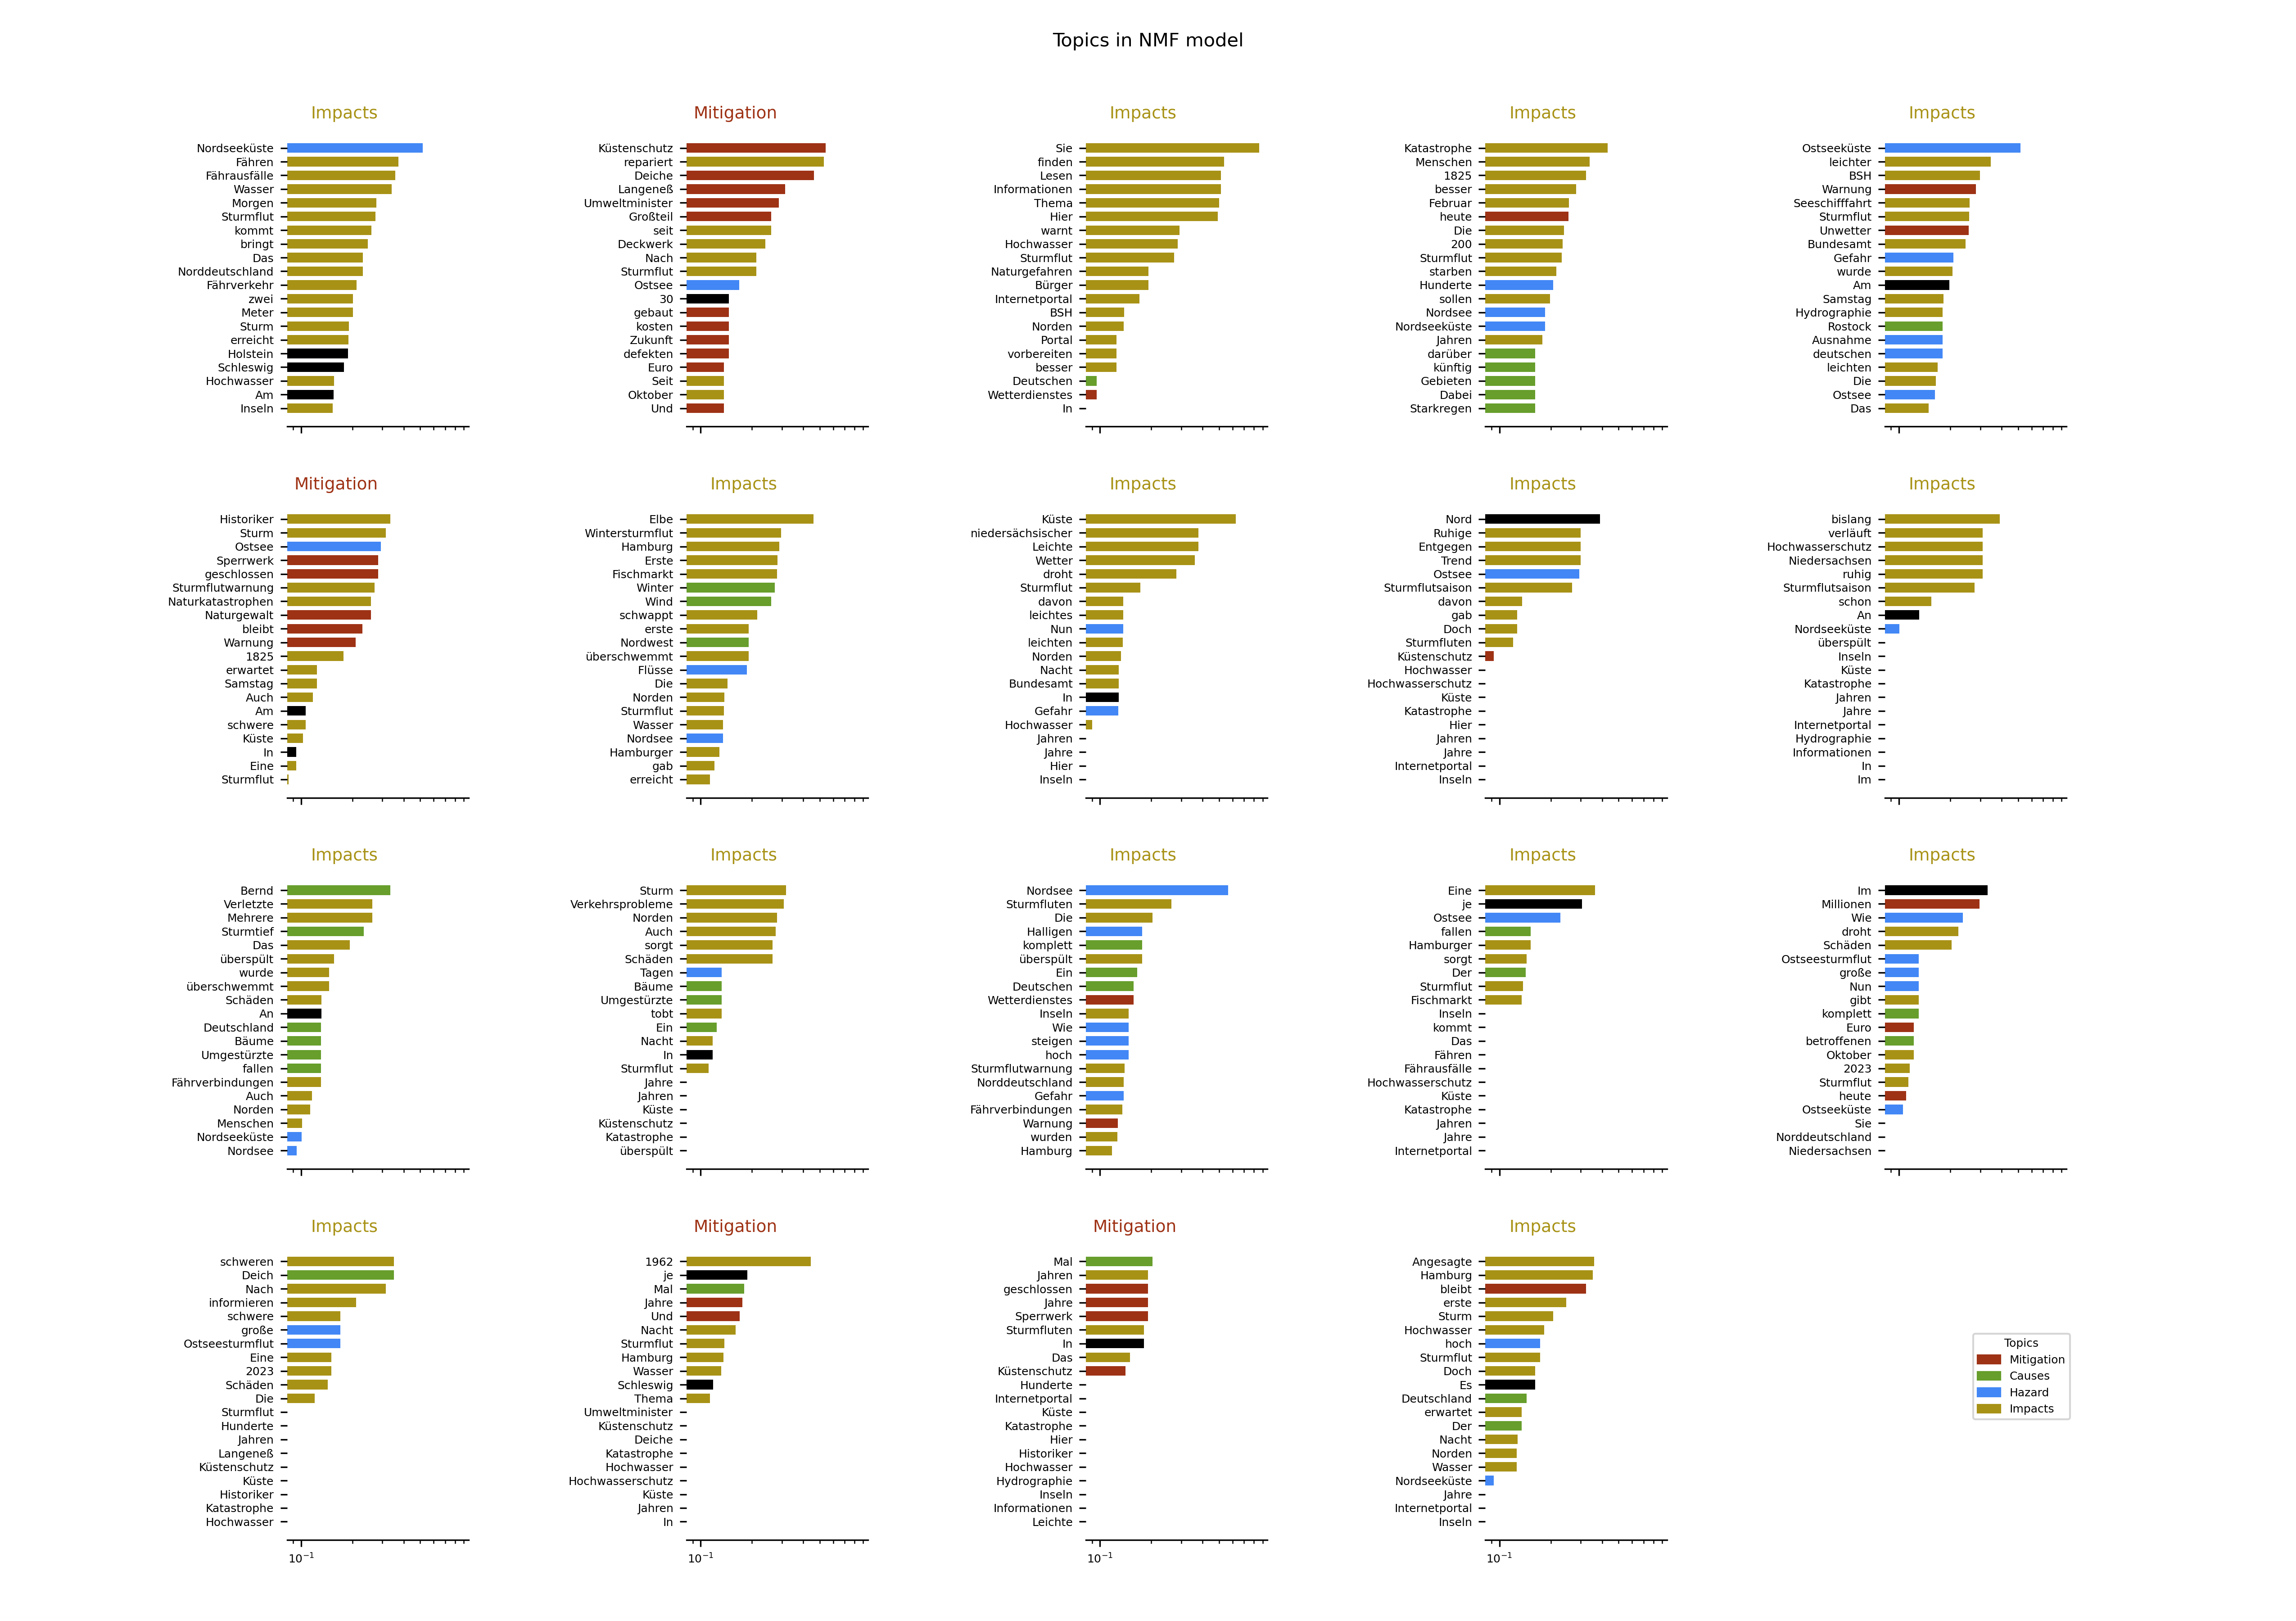 Topics in NMF model
Impacts
Nordseeküste
Fähren
Fährausfälle
Wasser
Morgen
Sturmflut
kommt
bringt
Das
Norddeutschland
Fährverkehr
zwei
Meter
Sturm
erreicht
Holstein
Schleswig
Hochwasser
Am
Inseln
Mitigation
Küstenschutz
repariert
Deiche
Langeneß
Umweltminister
Großteil
seit
Deckwerk
Nach
Sturmflut
Ostsee
30
gebaut
kosten
Zukunft
defekten
Euro
Seit
Oktober
Und
Impacts
Sie
finden
Lesen
Informationen
Thema
Hier
warnt
Hochwasser
Sturmflut
Naturgefahren
Bürger
Internetportal
BSH
Norden
Portal
vorbereiten
besser
Deutschen
Wetterdienstes
In
Impacts
Katastrophe
Menschen
1825
besser
Februar
heute
Die
200
Sturmflut
starben
Hunderte
sollen
Nordsee
Nordseeküste
Jahren
darüber
künftig
Gebieten
Dabei
Starkregen
Impacts
Ostseeküste
leichter
BSH
Warnung
Seeschifffahrt
Sturmflut
Unwetter
Bundesamt
Gefahr
wurde
Am
Samstag
Hydrographie
Rostock
Ausnahme
deutschen
leichten
Die
Ostsee
Das
Mitigation
Historiker
Sturm
Ostsee
Sperrwerk
geschlossen
Sturmflutwarnung
Naturkatastrophen
Naturgewalt
bleibt
Warnung
1825
erwartet
Samstag
Auch
Am
schwere
Küste
In
Eine
Sturmflut
Impacts
Elbe
Wintersturmflut
Hamburg
Erste
Fischmarkt
Winter
Wind
schwappt
erste
Nordwest
überschwemmt
Flüsse
Die
Norden
Sturmflut
Wasser
Nordsee
Hamburger
gab
erreicht
Impacts
Küste
niedersächsischer
Leichte
Wetter
droht
Sturmflut
davon
leichtes
Nun
leichten
Norden
Nacht
Bundesamt
In
Gefahr
Hochwasser
Jahren
Jahre
Hier
Inseln
Impacts
Nord
Ruhige
Entgegen
Trend
Ostsee
Sturmflutsaison
davon
gab
Doch
Sturmfluten
Küstenschutz
Hochwasser
Hochwasserschutz
Küste
Katastrophe
Hier
Jahren
Jahre
Internetportal
Inseln
Impacts
bislang
verläuft
Hochwasserschutz
Niedersachsen
ruhig
Sturmflutsaison
schon
An
Nordseeküste
überspült
Inseln
Küste
Katastrophe
Jahren
Jahre
Internetportal
Hydrographie
Informationen
In
Im
Impacts
Bernd
Verletzte
Mehrere
Sturmtief
Das
überspült
wurde
überschwemmt
Schäden
An
Deutschland
Bäume
Umgestürzte
fallen
Fährverbindungen
Auch
Norden
Menschen
Nordseeküste
Nordsee
Impacts
Sturm
Verkehrsprobleme
Norden
Auch
sorgt
Schäden
Tagen
Bäume
Umgestürzte
tobt
Ein
Nacht
In
Sturmflut
Jahre
Jahren
Küste
Küstenschutz
Katastrophe
überspült
Impacts
Nordsee
Sturmfluten
Die
Halligen
komplett
überspült
Ein
Deutschen
Wetterdienstes
Inseln
Wie
steigen
hoch
Sturmflutwarnung
Norddeutschland
Gefahr
Fährverbindungen
Warnung
wurden
Hamburg
Impacts
Eine
je
Ostsee
fallen
Hamburger
sorgt
Der
Sturmflut
Fischmarkt
Inseln
kommt
Das
Fähren
Fährausfälle
Hochwasserschutz
Küste
Katastrophe
Jahren
Jahre
Internetportal
Impacts
Im
Millionen
Wie
droht
Schäden
Ostseesturmflut
große
Nun
gibt
komplett
Euro
betroffenen
Oktober
2023
Sturmflut
heute
Ostseeküste
Sie
Norddeutschland
Niedersachsen
Impacts
schweren
Deich
Nach
informieren
schwere
große
Ostseesturmflut
Eine
2023
Schäden
Die
Sturmflut
Hunderte
Jahren
Langeneß
Küstenschutz
Küste
Historiker
Katastrophe
Hochwasser
10⁻¹
Mitigation
1962
je
Mal
Jahre
Und
Nacht
Sturmflut
Hamburg
Wasser
Schleswig
Thema
Umweltminister
Küstenschutz
Deiche
Katastrophe
Hochwasser
Hochwasserschutz
Küste
Jahren
In
10⁻¹
Mitigation
Mal
Jahren
geschlossen
Jahre
Sperrwerk
Sturmfluten
In
Das
Küstenschutz
Hunderte
Internetportal
Küste
Katastrophe
Hier
Historiker
Hochwasser
Hydrographie
Inseln
Informationen
Leichte
10⁻¹
Impacts
Angesagte
Hamburg
bleibt
erste
Sturm
Hochwasser
hoch
Sturmflut
Doch
Es
Deutschland
erwartet
Der
Nacht
Norden
Wasser
Nordseeküste
Jahre
Internetportal
Inseln
10⁻¹
Topics
Mitigation
Causes
Hazard
Impacts